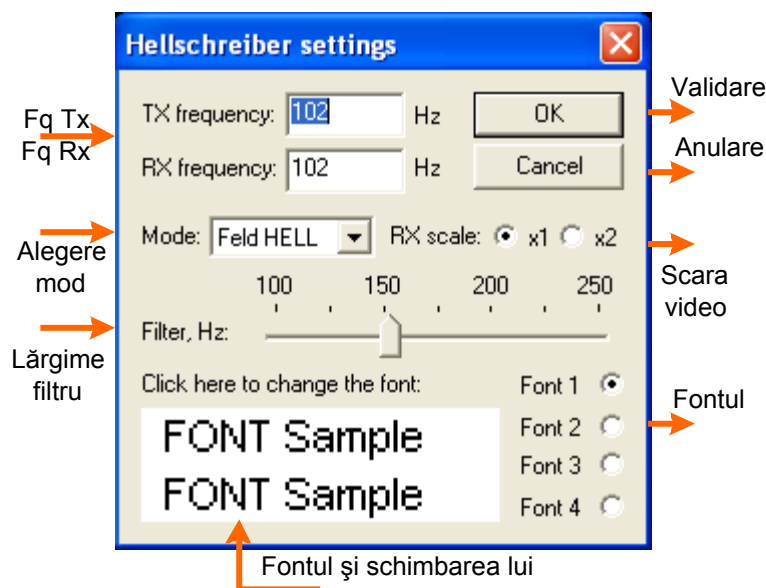 Hellschreiber settings
Fq Tx
Fq Rx
TX frequency: 102 Hz OK
Validare
RX frequency: 102 Hz Cancel
Anulare
Alegere
mod
Mode: Feld HELL RX scale: x1 x2
Scara
video
100 150 200 250
Filter, Hz:
Lărgime
filtru
Click here to change the font:
FONT Sample
FONT Sample
Font 1
Font 2
Font 3
Font 4
Fontul
Fontul şi schimbarea lui